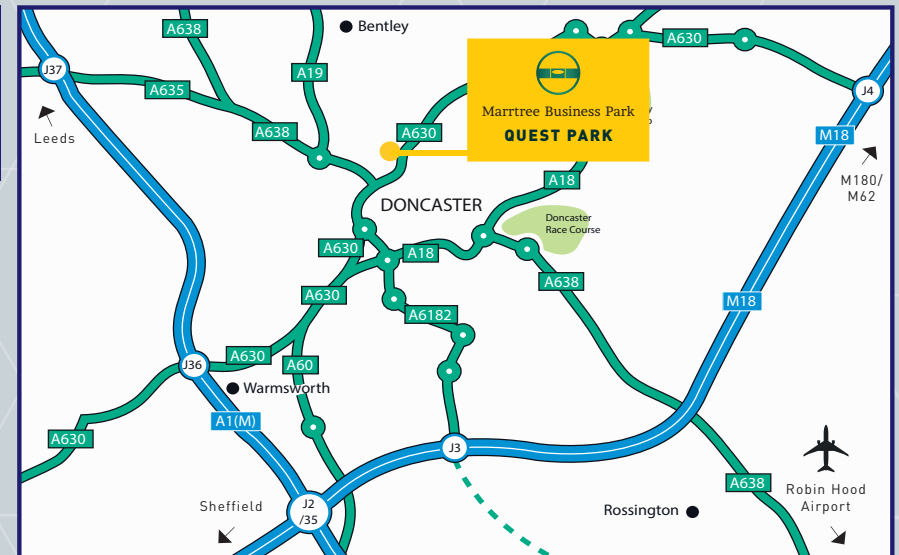 Bentley
A638
A630
J37
A19
A635
J4
Marrtree Business Park
QUEST PARK
A638
A630
M18
Leeds
A18
M180/
M62
DONCASTER
Doncaster
Race Course
A630
A18
A638
A630
M18
A6182
A630
A60
J36
Warmsworth
A1(M)
A630
J3
A638
Robin Hood
Airport
Sheffield
J2
/35
Rossington